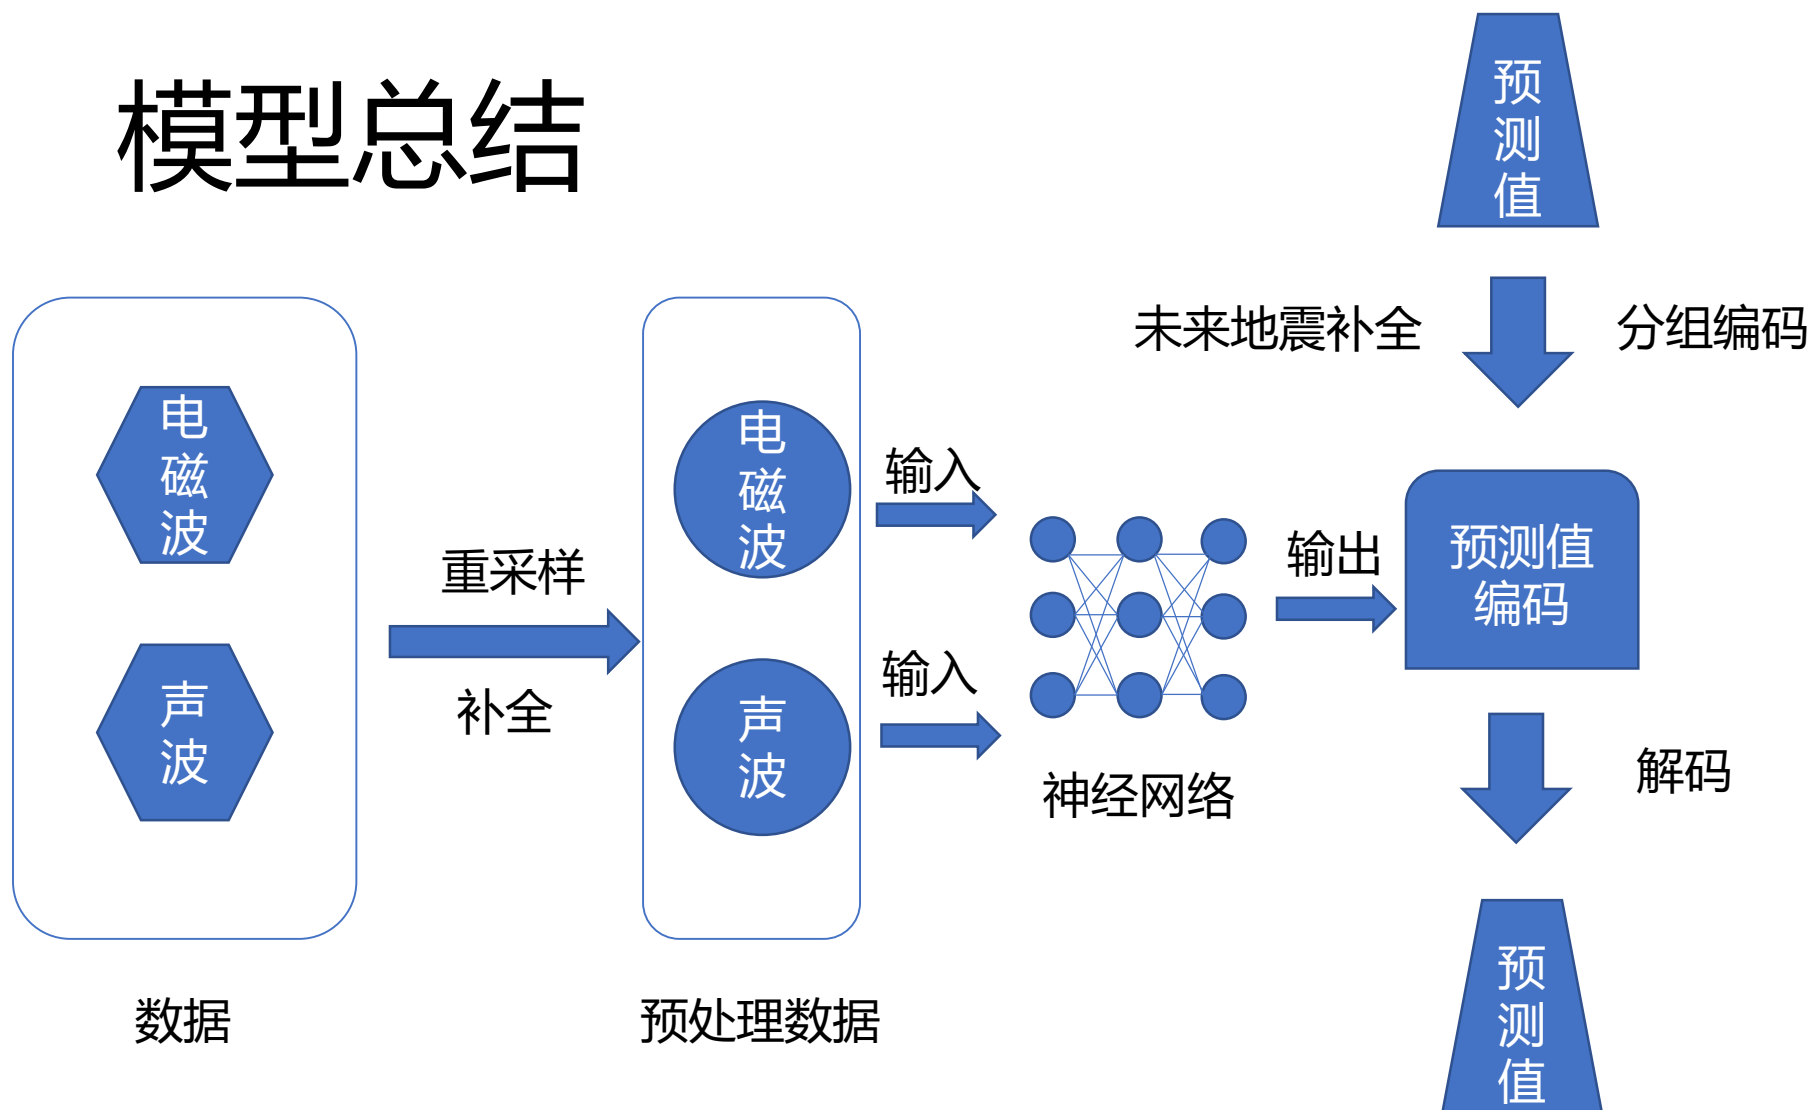 模型总结
预
测
值
未来地震补全
分组编码
电
磁
波
声
波
数据
重采样
补全
电
磁
波
声
波
预处理数据
输入
输入
神经网络
输出
预测值
编码
解码
预
测
值